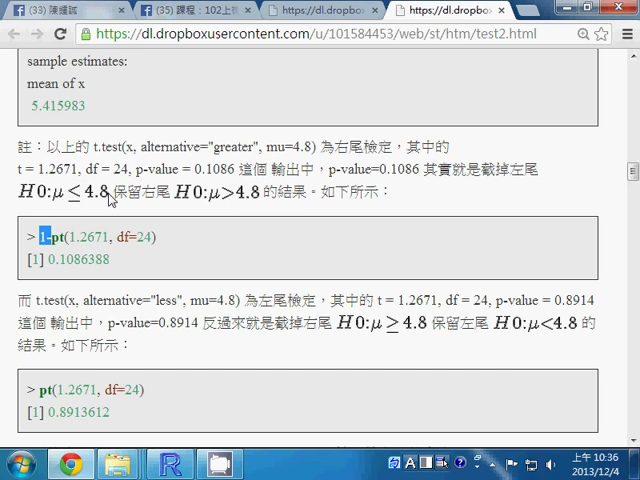 (33) 陳鍾誠
(35) 課程：102上
https://dl.dropboxus
https://dl.dropboxus
https://dl.dropboxusercontent.com/u/101584453/web/st/htm/test2.html
sample estimates:
mean of x
5.415983
註：以上的 t.test(x, alternative="greater", mu=4.8) 為右尾檢定，其中的
t = 1.2671, df = 24, p-value = 0.1086 這個 輸出中，p-value=0.1086 其實就是截掉左尾
H0:μ≤4.8 保留右尾 H0:μ>4.8 的結果。如下所示：
> 1-pt(1.2671, df=24)
[1] 0.1086388
而 t.test(x, alternative="less", mu=4.8) 為左尾檢定，其中的 t = 1.2671, df = 24, p-value = 0.8914
這個 輸出中，p-value=0.8914 反過來就是截掉右尾 H0:μ≥4.8 保留左尾 H0:μ<4.8 的
結果。如下所示：
> pt(1.2671, df=24)
[1] 0.8913612
上午 10:36
2013/12/4